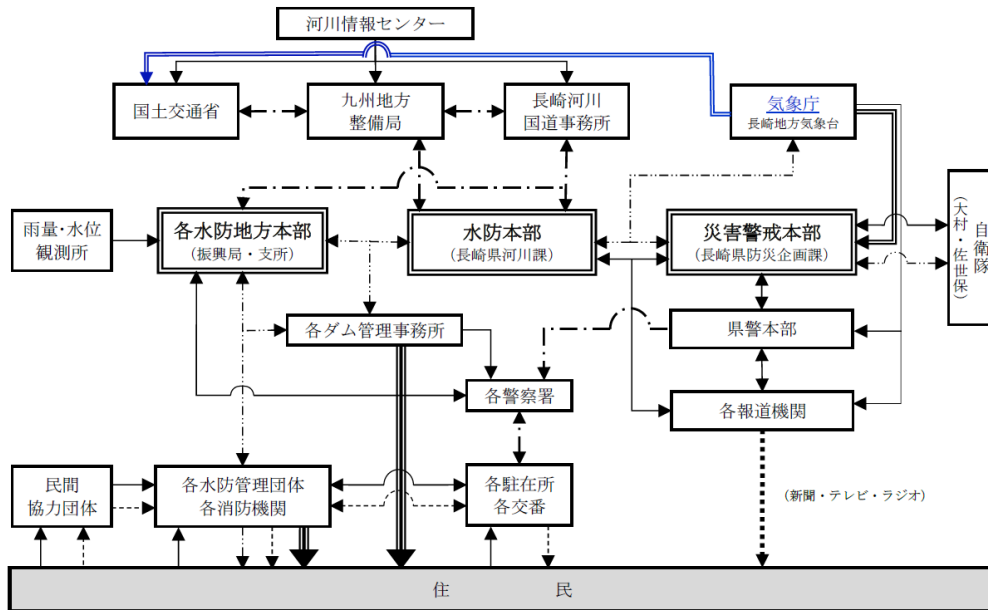 河川情報センター
国土交通省
九州地方
整備局
長崎河川
国道事務所
気象庁
長崎地方気象台
雨量・水位
観測所
各水防地方本部
(振興局・支所)
水防本部
(長崎県河川課)
災害警戒本部
(長崎県防災企画課)
自衛隊
(大村・佐世保)
各ダム管理事務所
県警本部
各警察署
各報道機関
民間
協力団体
各水防管理団体
各消防機関
各駐在所
各交番
(新聞・テレビ・ラジオ)
住 民